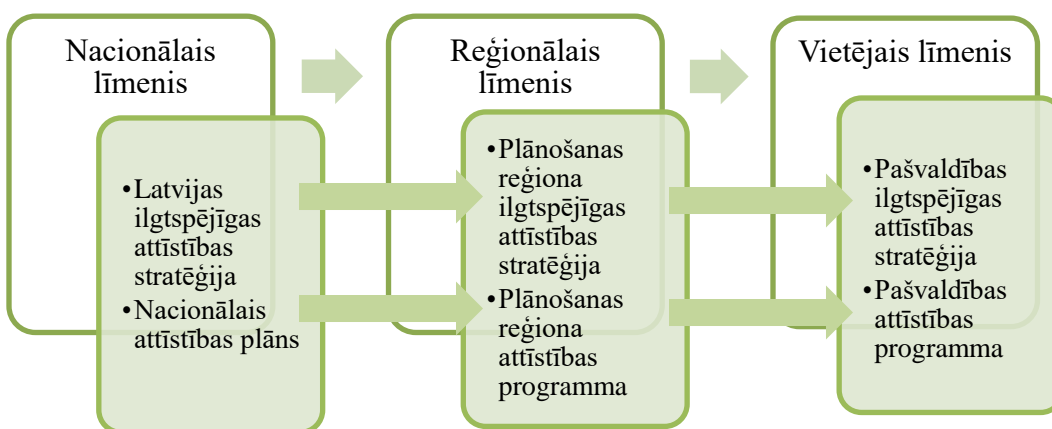 Nacionālais
līmenis
•Latvijas
ilgtspējīgas
attīstības
stratēģija
•Nacionālais
attīstības plāns
Reģionālais
līmenis
•Plānošanas
reģiona
ilgtspējīgas
attīstības
stratēģija
•Plānošanas
reģiona
attīstības
programma
Vietējais līmenis
•Pašvaldības
ilgtspējīgas
attīstības
stratēģija
•Pašvaldības
attīstības
programma